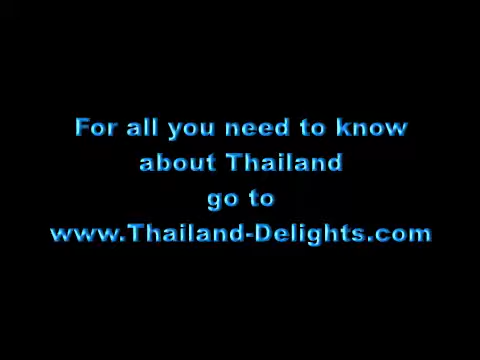 For all you need to know
about Thailand
go to
www.Thailand-Delights.com